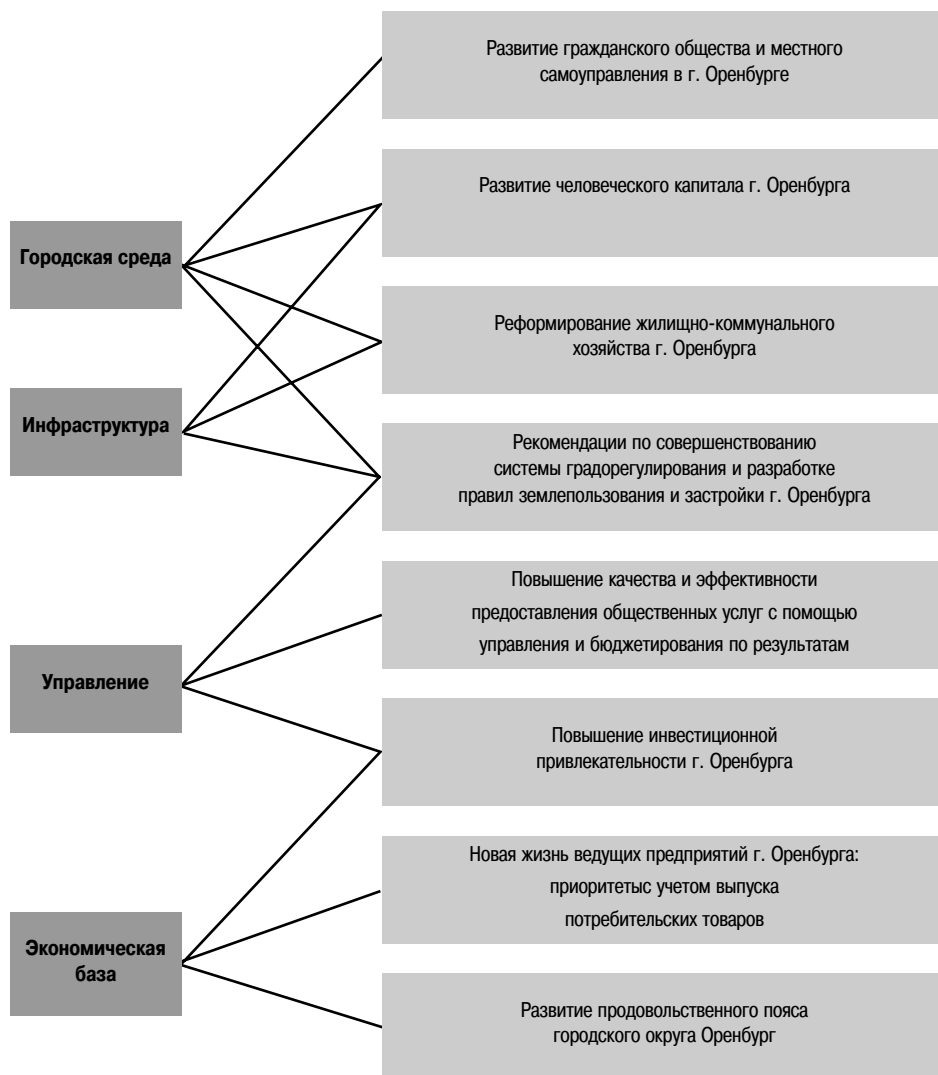 Городская среда
Инфраструктура
Управление
Экономическая
база
Развитие гражданского общества и местного
самоуправления в г. Оренбурге
Развитие человеческого капитала г. Оренбурга
Реформирование жилищно-коммунального
хозяйства г. Оренбурга
Рекомендации по совершенствованию
системы градорегулирования и разработке
правил землепользования и застройки г. Оренбурга
Повышение качества и эффективности
предоставления общественных услуг с помощью
управления и бюджетирования по результатам
Повышение инвестиционной
привлекательности г. Оренбурга
Новая жизнь ведущих предприятий г. Оренбурга:
приоритетыс учетом выпуска
потребительских товаров
Развитие продовольственного пояса
городского округа Оренбург